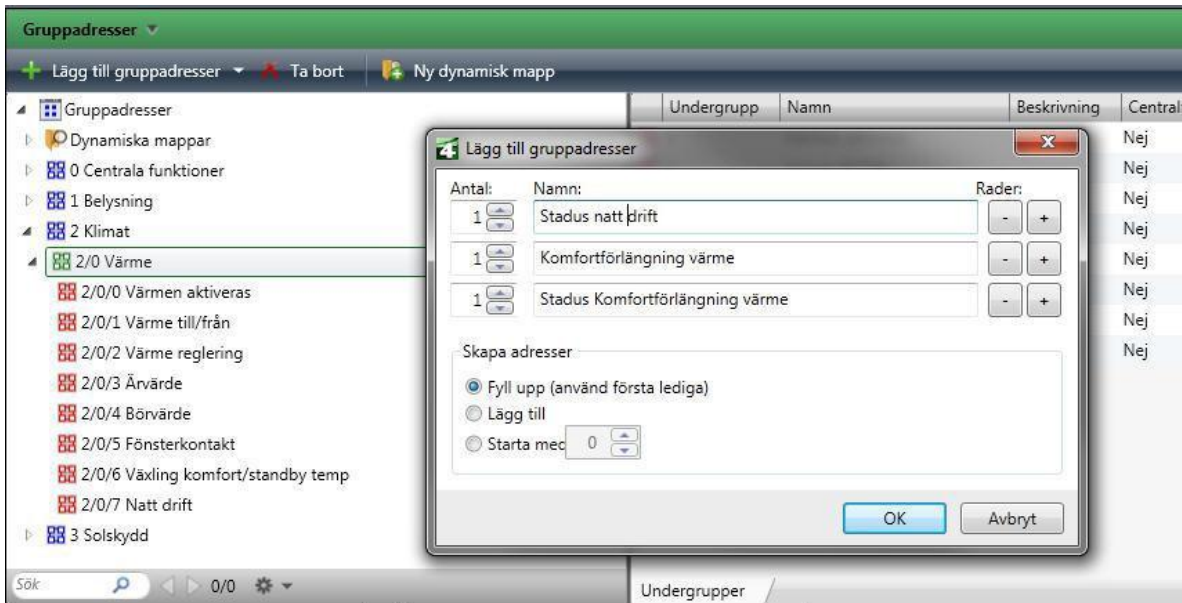 Gruppadresser
Lägg till gruppadresser
Ta bort
Ny dynamisk mapp
Gruppadresser
Dynamiska mappar
0 Centrala funktioner
1 Belysning
2 Klimat
2/0 Värme
2/0/0 Värmen aktiveras
2/0/1 Värme till/från
2/0/2 Värme reglering
2/0/3 Ärvärde
2/0/4 Börvärde
2/0/5 Fönsterkontakt
2/0/6 Växling komfort/standby temp
2/0/7 Natt drift
3 Solskydd
Sök
0/0
Undergrupp Namn Beskrivning Central
Nej
Nej
Nej
Nej
Nej
Nej
Nej
Nej
Undergrupper
4 Lägg till gruppadresser
Antal: Namn: Rader:
1 Stadus natt drift - +
1 Komfortförlängning värme - +
1 Stadus Komfortförlängning värme - +
Skapa adresser
Fyll upp (använd första lediga)
Lägg till
Starta med 0
OK Avbryt